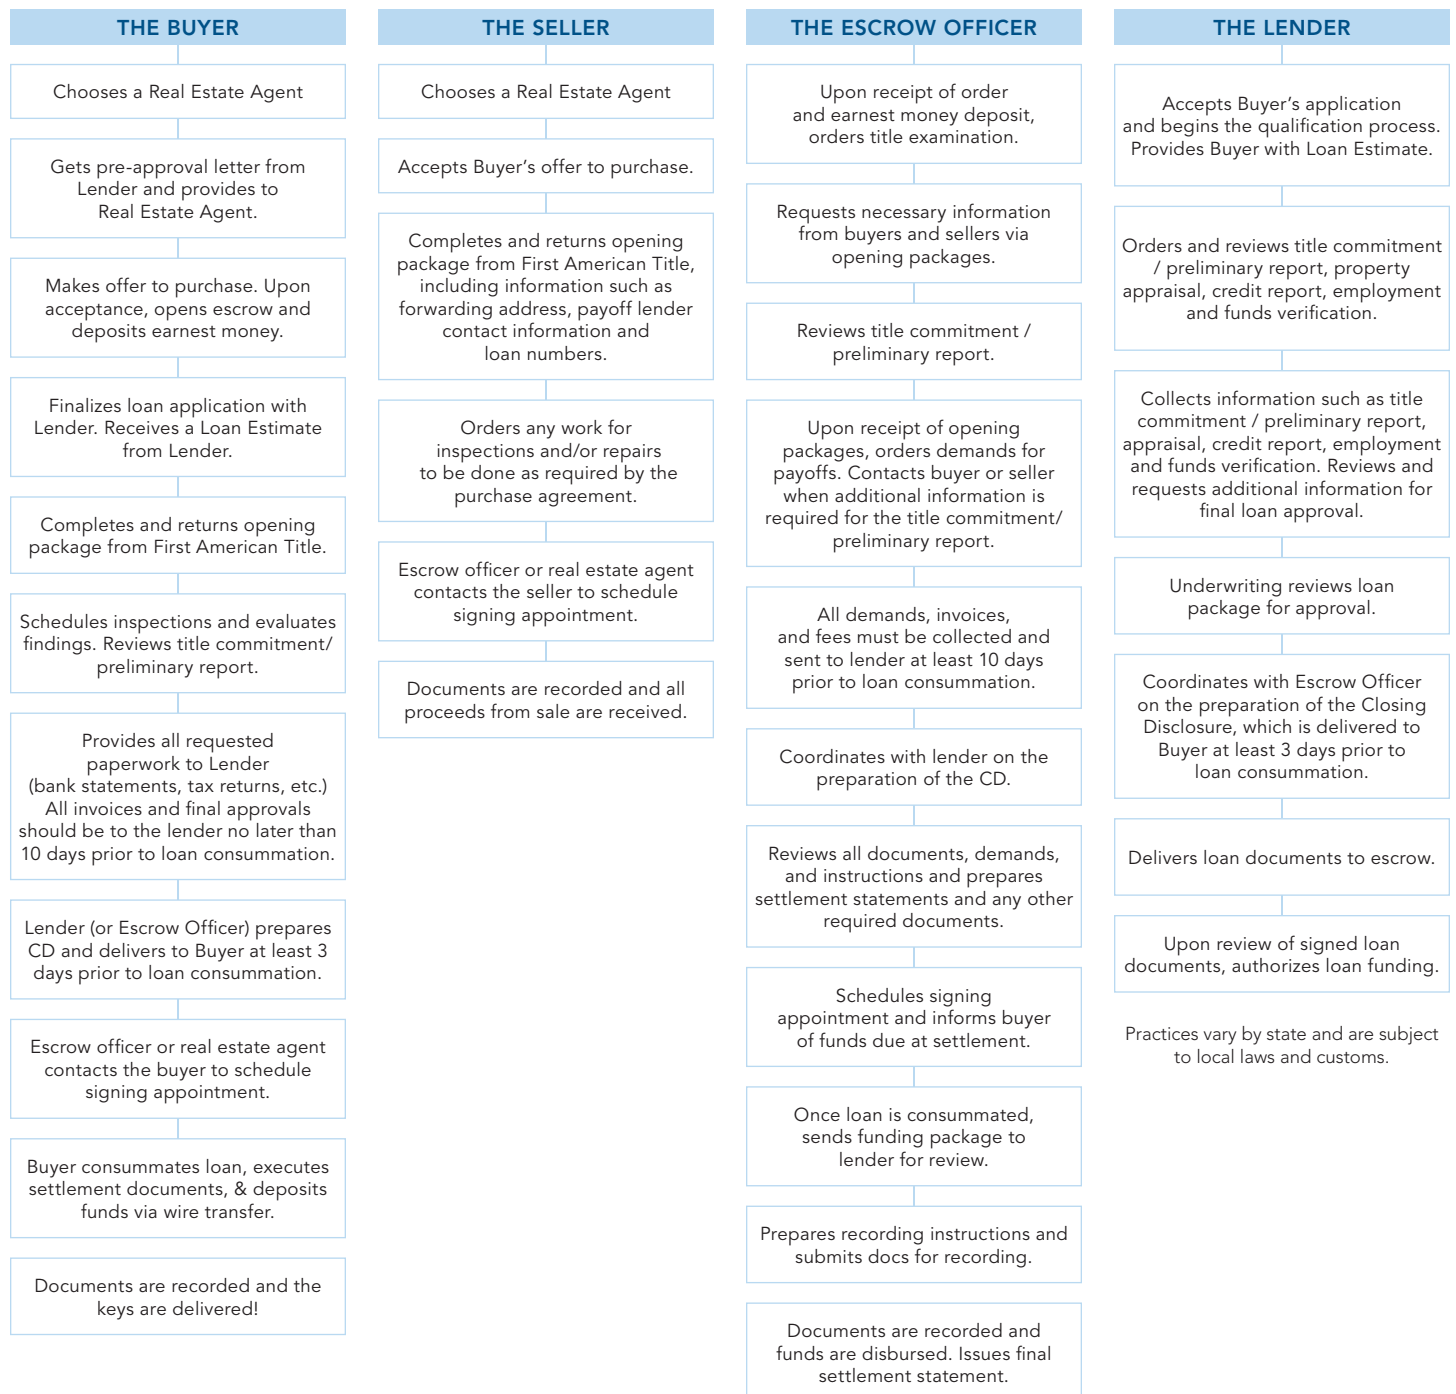 THE BUYER
Chooses a Real Estate Agent
Gets pre-approval letter from
Lender and provides to
Real Estate Agent.
Makes offer to purchase. Upon
acceptance, opens escrow and
deposits earnest money.
Finalizes loan application with
Lender. Receives a Loan Estimate
from Lender.
Completes and returns opening
package from First American Title.
Schedules inspections and evaluates
findings. Reviews title commitment/
preliminary report.
Provides all requested
paperwork to Lender
(bank statements, tax returns, etc.)
All invoices and final approvals
should be to the lender no later than
10 days prior to loan consummation.
Lender (or Escrow Officer) prepares
CD and delivers to Buyer at least 3
days prior to loan consummation.
Escrow officer or real estate agent
contacts the buyer to schedule
signing appointment.
Buyer consummates loan, executes
settlement documents, & deposits
funds via wire transfer.
Documents are recorded and the
keys are delivered!
THE SELLER
Chooses a Real Estate Agent
Accepts Buyer's offer to purchase.
Completes and returns opening
package from First American Title,
including information such as
forwarding address, payoff lender
contact information and
loan numbers.
Orders any work for
inspections and/or repairs
to be done as required by the
purchase agreement.
Escrow officer or real estate agent
contacts the seller to schedule
signing appointment.
Documents are recorded and all
proceeds from sale are received.
THE ESCROW OFFICER
Upon receipt of order
and earnest money deposit,
orders title examination.
Requests necessary information
from buyers and sellers via
opening packages.
Reviews title commitment /
preliminary report.
Upon receipt of opening
packages, orders demands for
payoffs. Contacts buyer or seller
when additional information is
required for the title commitment/
preliminary report.
All demands, invoices,
and fees must be collected and
sent to lender at least 10 days
prior to loan consummation.
Coordinates with lender on the
preparation of the CD.
Reviews all documents, demands,
and instructions and prepares
settlement statements and any other
required documents.
Schedules signing
appointment and informs buyer
of funds due at settlement.
Once loan is consummated,
sends funding package to
lender for review.
Prepares recording instructions and
submits docs for recording.
Documents are recorded and
funds are disbursed. Issues final
settlement statement.
THE LENDER
Accepts Buyer's application
and begins the qualification process.
Provides Buyer with Loan Estimate.
Orders and reviews title commitment
/ preliminary report, property
appraisal, credit report, employment
and funds verification.
Collects information such as title
commitment / preliminary report,
appraisal, credit report, employment
and funds verification. Reviews and
requests additional information for
final loan approval.
Underwriting reviews loan
package for approval.
Coordinates with Escrow Officer
on the preparation of the Closing
Disclosure, which is delivered to
Buyer at least 3 days prior to
loan consummation.
Delivers loan documents to escrow.
Upon review of signed loan
documents, authorizes loan funding.
Practices vary by state and are subject
to local laws and customs.